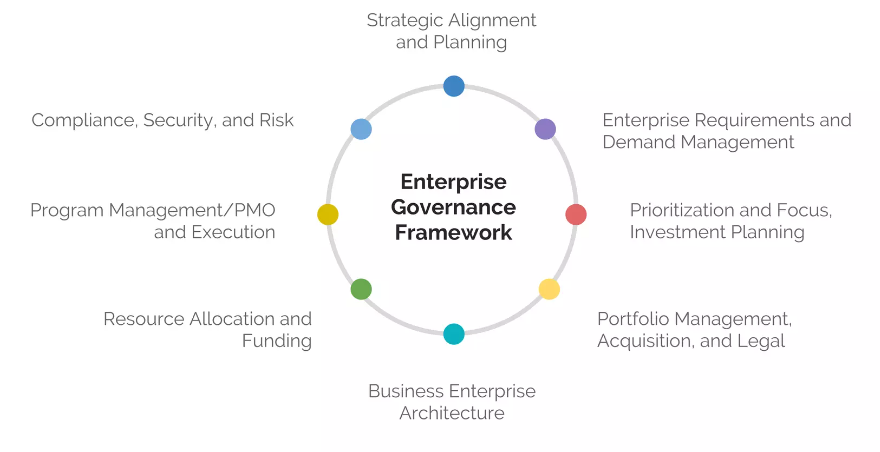 Strategic Alignment
and Planning
Compliance, Security, and Risk
Enterprise Requirements and
Demand Management
Enterprise
Governance
Framework
Program Management/PMO
and Execution
Prioritization and Focus,
Investment Planning
Resource Allocation and
Funding
Portfolio Management,
Acquisition, and Legal
Business Enterprise
Architecture